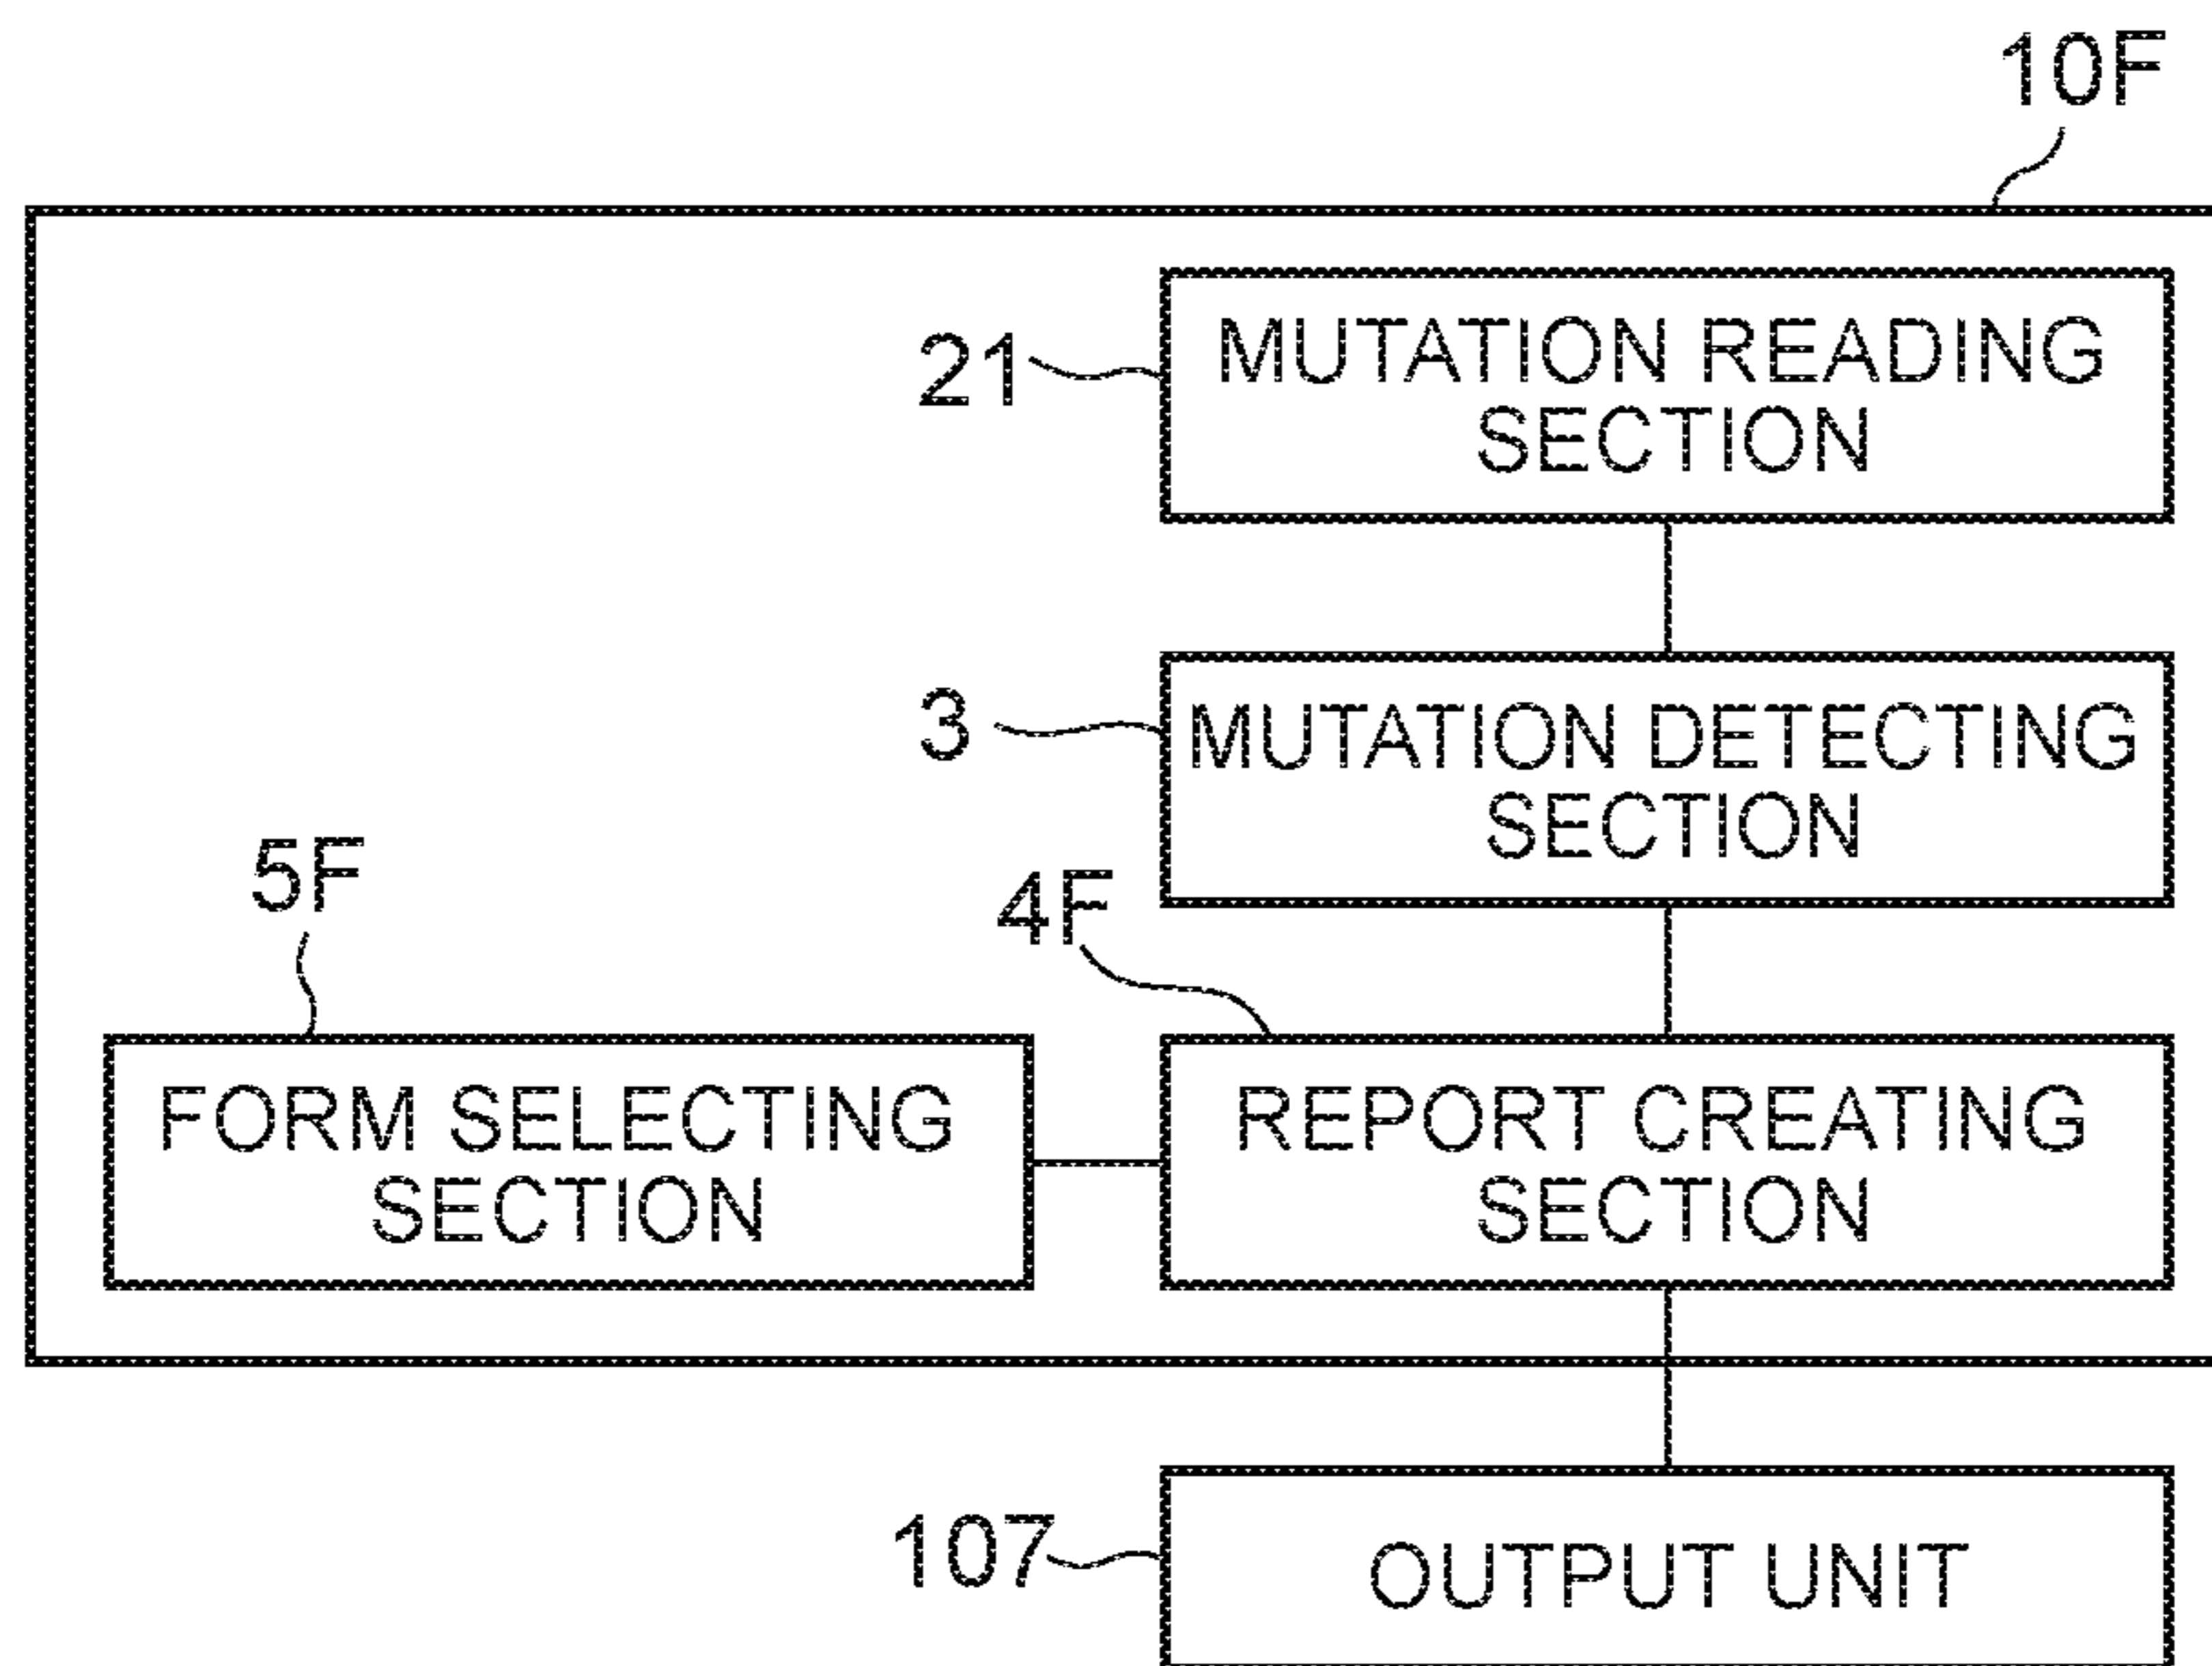 10F
21
MUTATION READING
SECTION
3
MUTATION DETECTING
SECTION
5F
4F
FORM SELECTING
SECTION
REPORT CREATING
SECTION
107
OUTPUT UNIT